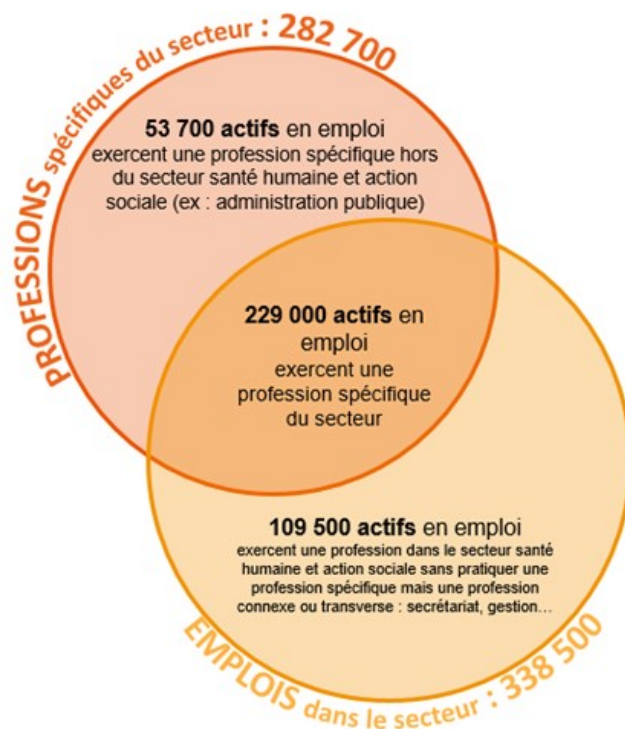 PROFESSIONS spécifiques du secteur : 282 700
53 700 actifs en emploi
exercent une profession spécifique hors
du secteur santé humaine et action
sociale (ex : administration publique)
229 000 actifs en
emploi
exercent une
profession spécifique
du secteur
109 500 actifs en emploi
exercent une profession dans le secteur santé
humaine et action sociale sans pratiquer une
profession spécifique mais une profession
connexe ou transverse : secrétariat, gestion…
EMPLOIS dans le secteur : 338 500